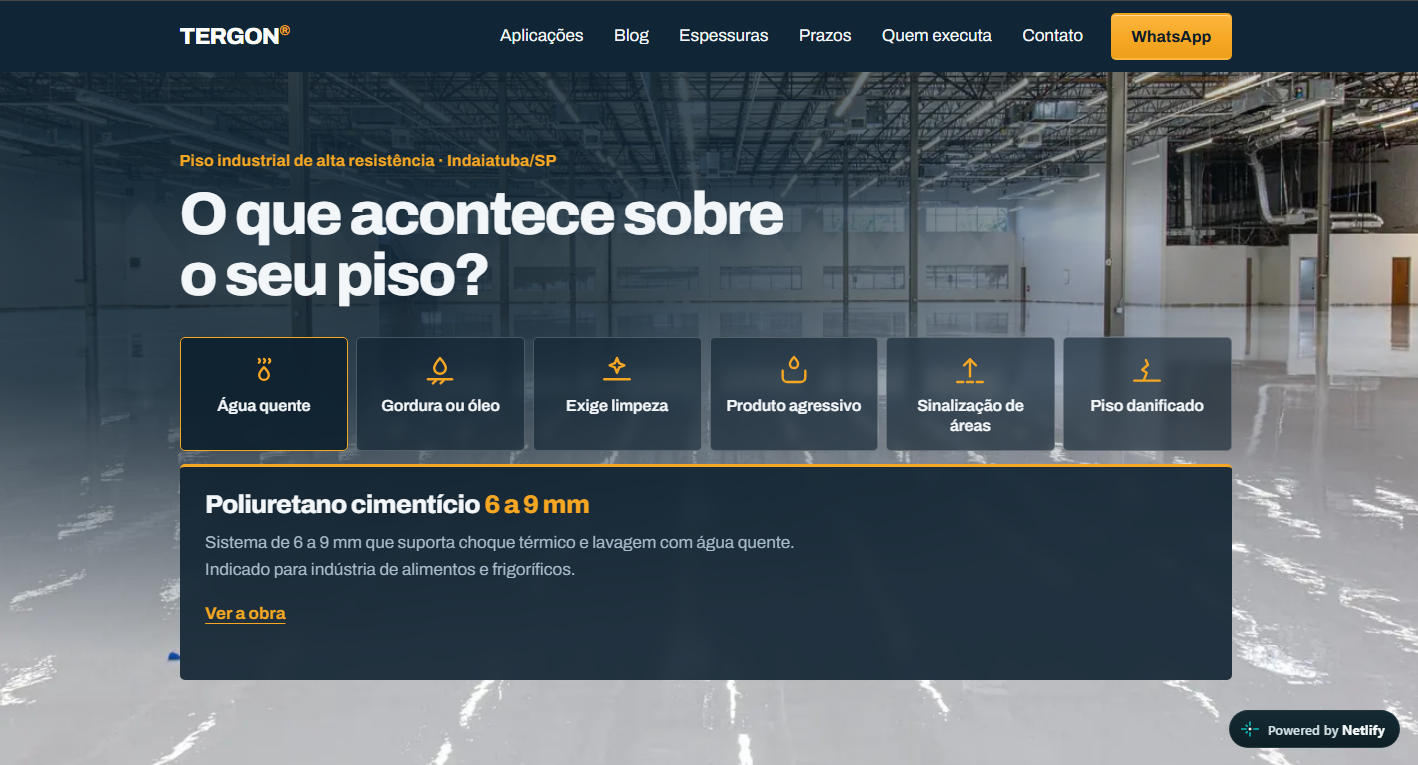 TERGON®
Aplicações
Blog
Espessuras
Prazos
Quem executa
Contato
WhatsApp
Piso industrial de alta resistência · Indaiatuba/SP
O que acontece sobre
o seu piso?
Água quente
Gordura ou óleo
Exige limpeza
Produto agressivo
Sinalização de
áreas
Piso danificado
Poliuretano cimentício 6 a 9 mm
Sistema de 6 a 9 mm que suporta choque térmico e lavagem com água quente.
Indicado para indústria de alimentos e frigoríficos.
Ver a obra
Powered by Netlify